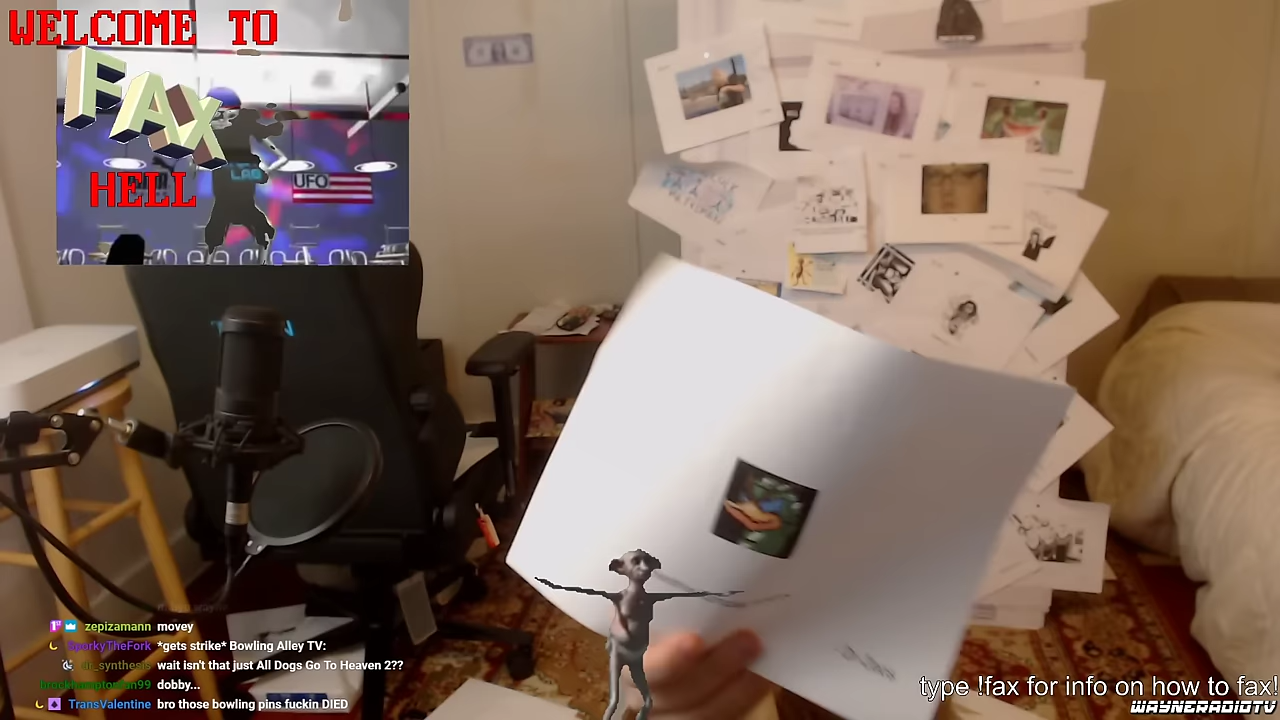 WELCOME TO
FAX
HELL
LAB
UFO
zepizamann movey
SporkyTheFork *gets strike* Bowling Alley TV:
wait isn't that just All Dogs Go To Heaven 2??
dobby...
TransValentine bro those bowling pins fuckin DIED
type !fax for info on how to fax!
WAYNERADIOTV